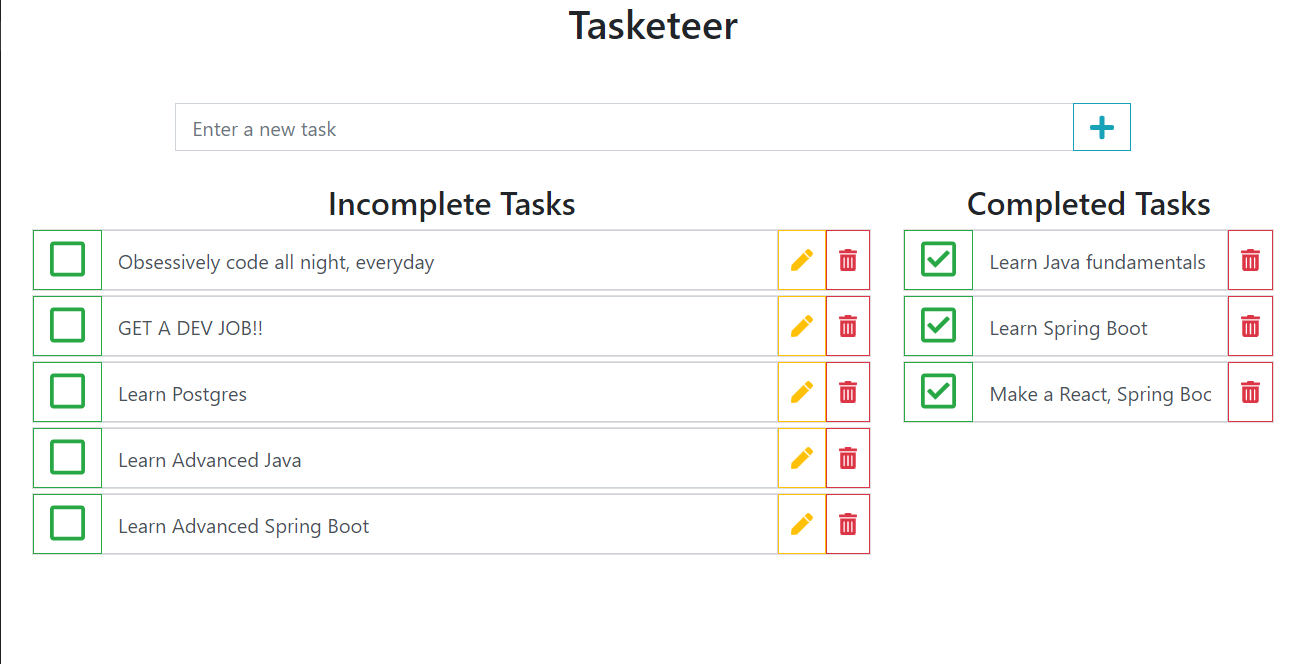 Tasketeer
Enter a new task
Incomplete Tasks
Obsessively code all night, everyday
GET A DEV JOB!!
Learn Postgres
Learn Advanced Java
Learn Advanced Spring Boot
Completed Tasks
Learn Java fundamentals
Learn Spring Boot
Make a React, Spring